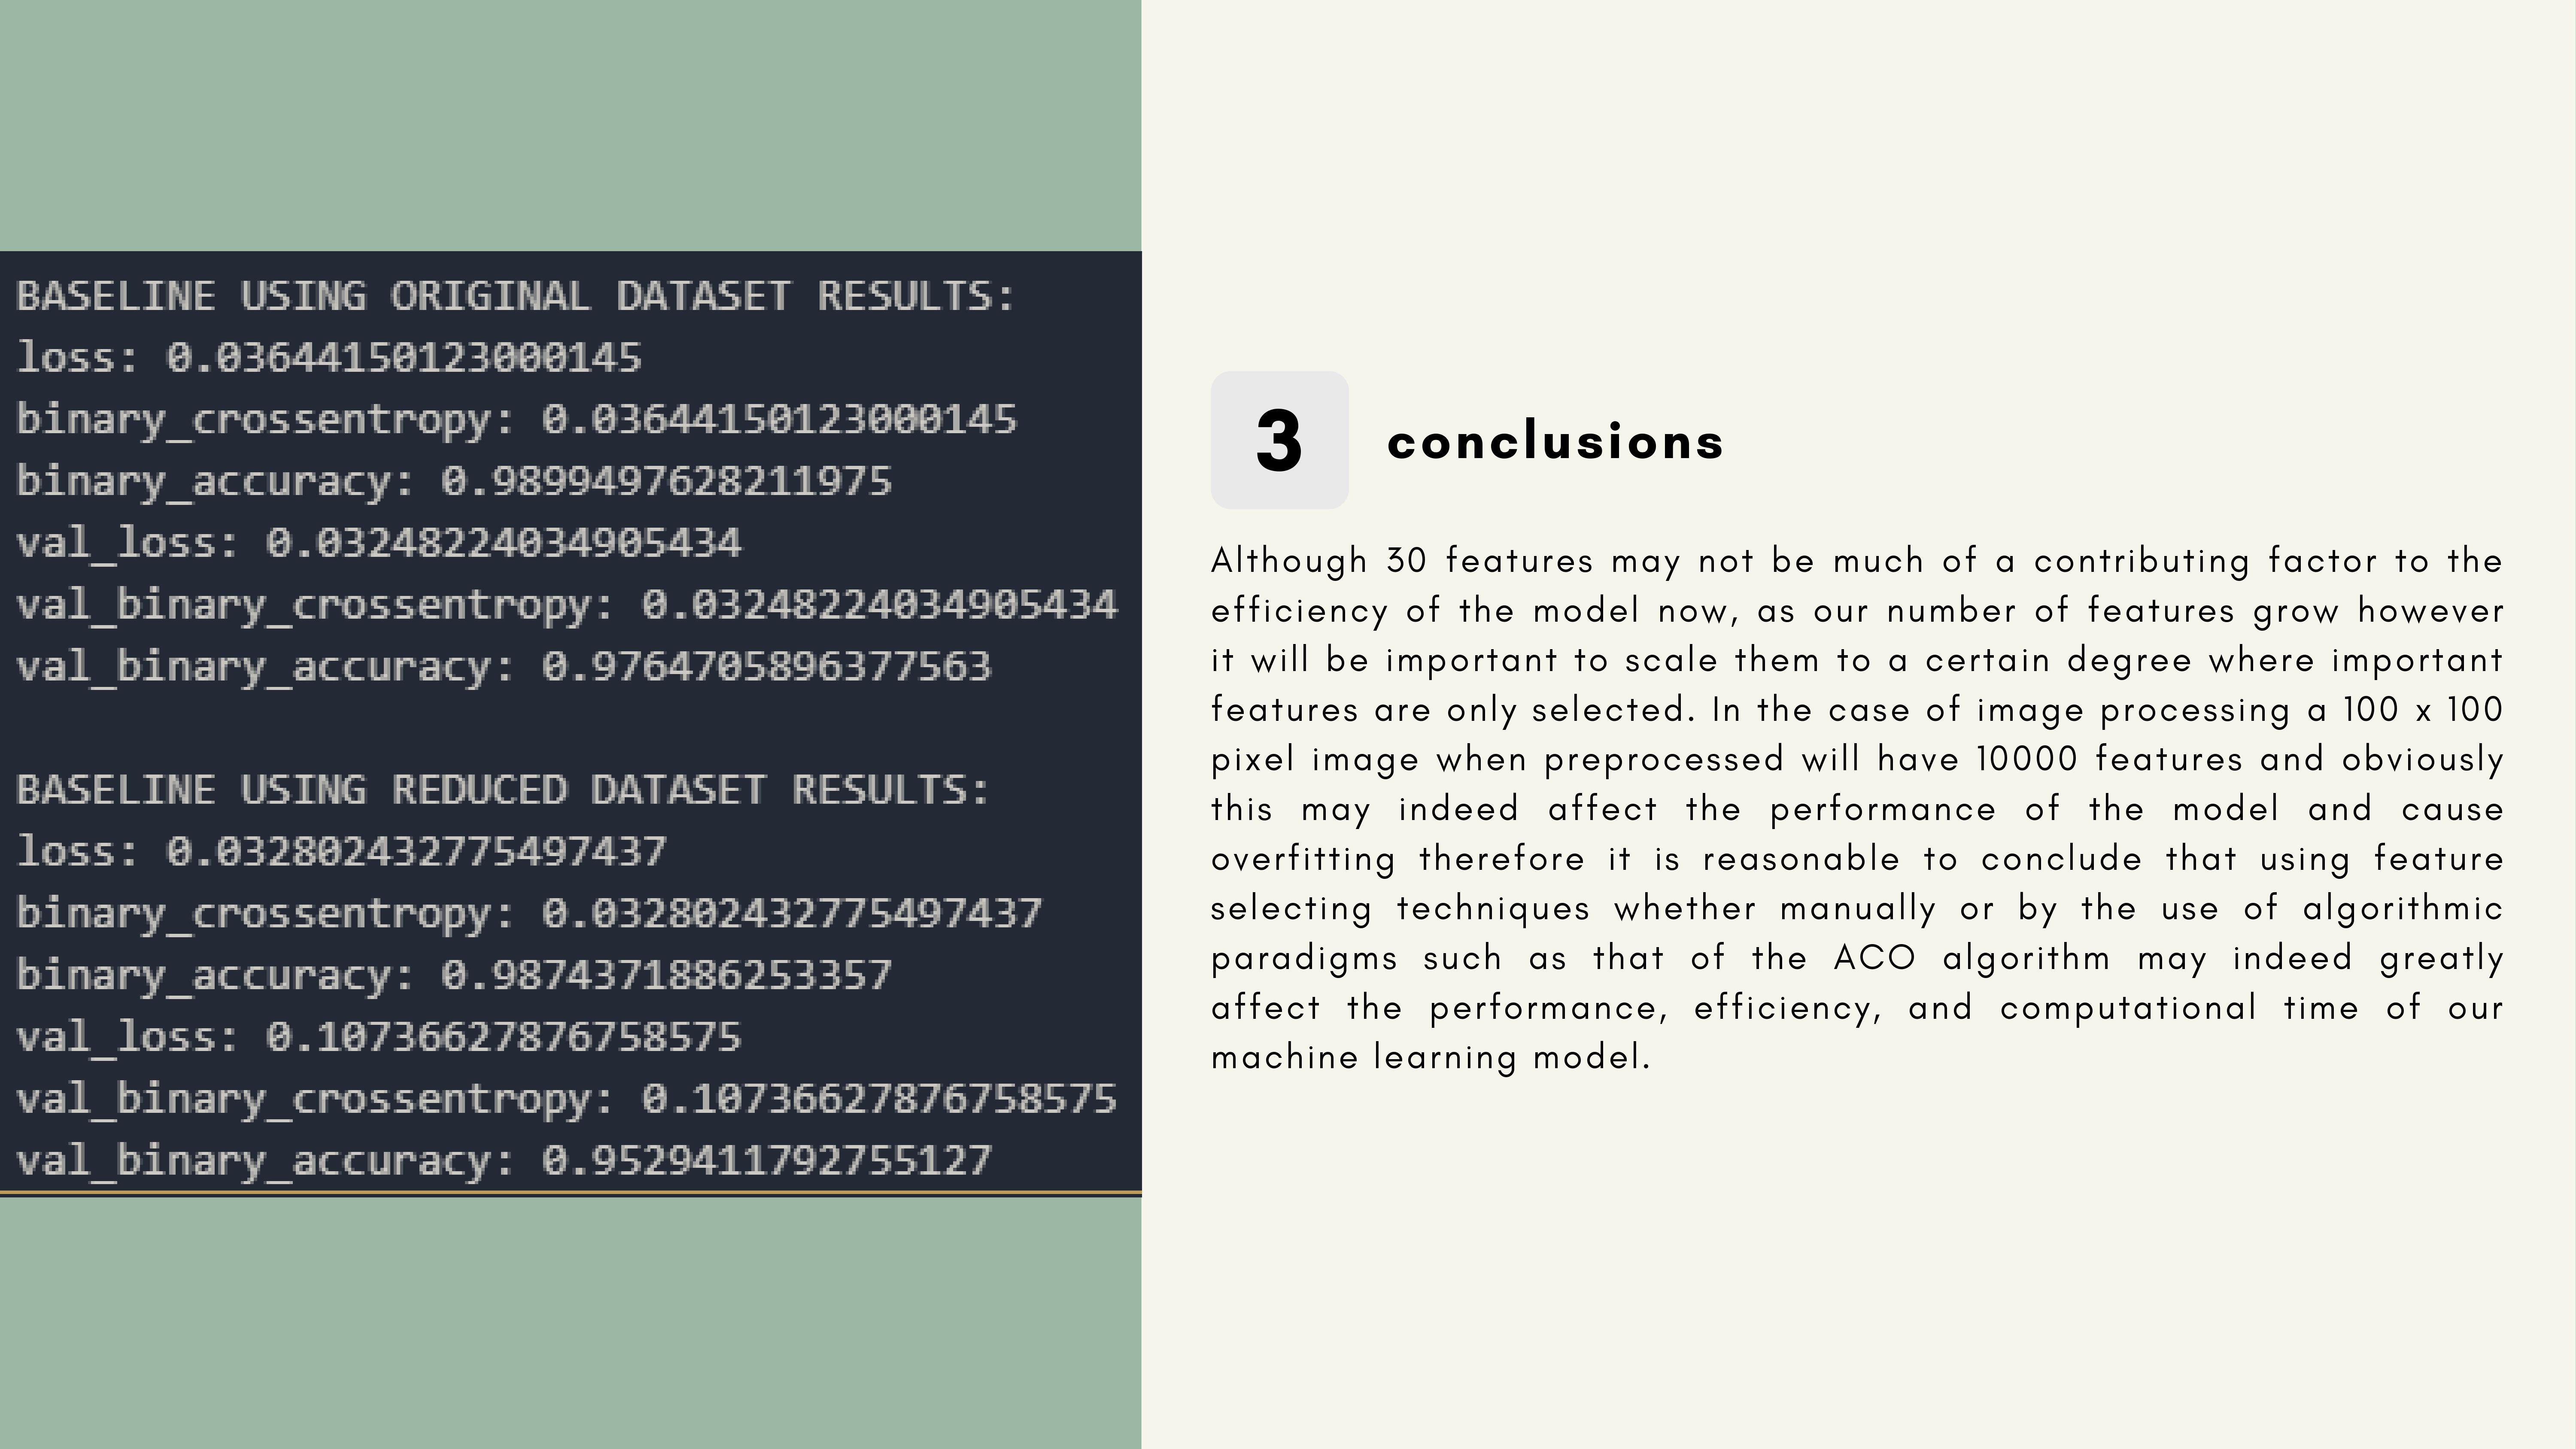 BASELINE USING ORIGINAL DATASET RESULTS:
loss: 0.03644150123000145
binary_crossentropy: 0.03644150123000145
binary_accuracy: 0.9899497628211975
val_loss: 0.03248224034905434
val_binary_crossentropy: 0.03248224034905434
val_binary_accuracy: 0.9764705896377563
BASELINE USING REDUCED DATASET RESULTS:
loss: 0.032802432775497437
binary_crossentropy: 0.032802432775497437
binary_accuracy: 0.9874371886253357
val_loss: 0.10736627876758575
val_binary_crossentropy: 0.10736627876758575
val_binary_accuracy: 0.9529411792755127
3 conclusions
Although 30 features may not be much of a contributing factor to the
efficiency of the model now, as our number of features grow however
it will be important to scale them to a certain degree where important
features are only selected. In the case of image processing a 100 x 100
pixel image when preprocessed will have 10000 features and obviously
this may indeed affect the performance of the model and cause
overfitting therefore it is reasonable to conclude that using feature
selecting techniques whether manually or by the use of algorithmic
paradigms such as that of the ACO algorithm may indeed greatly
affect the performance, efficiency, and computational time of our
machine learning model.